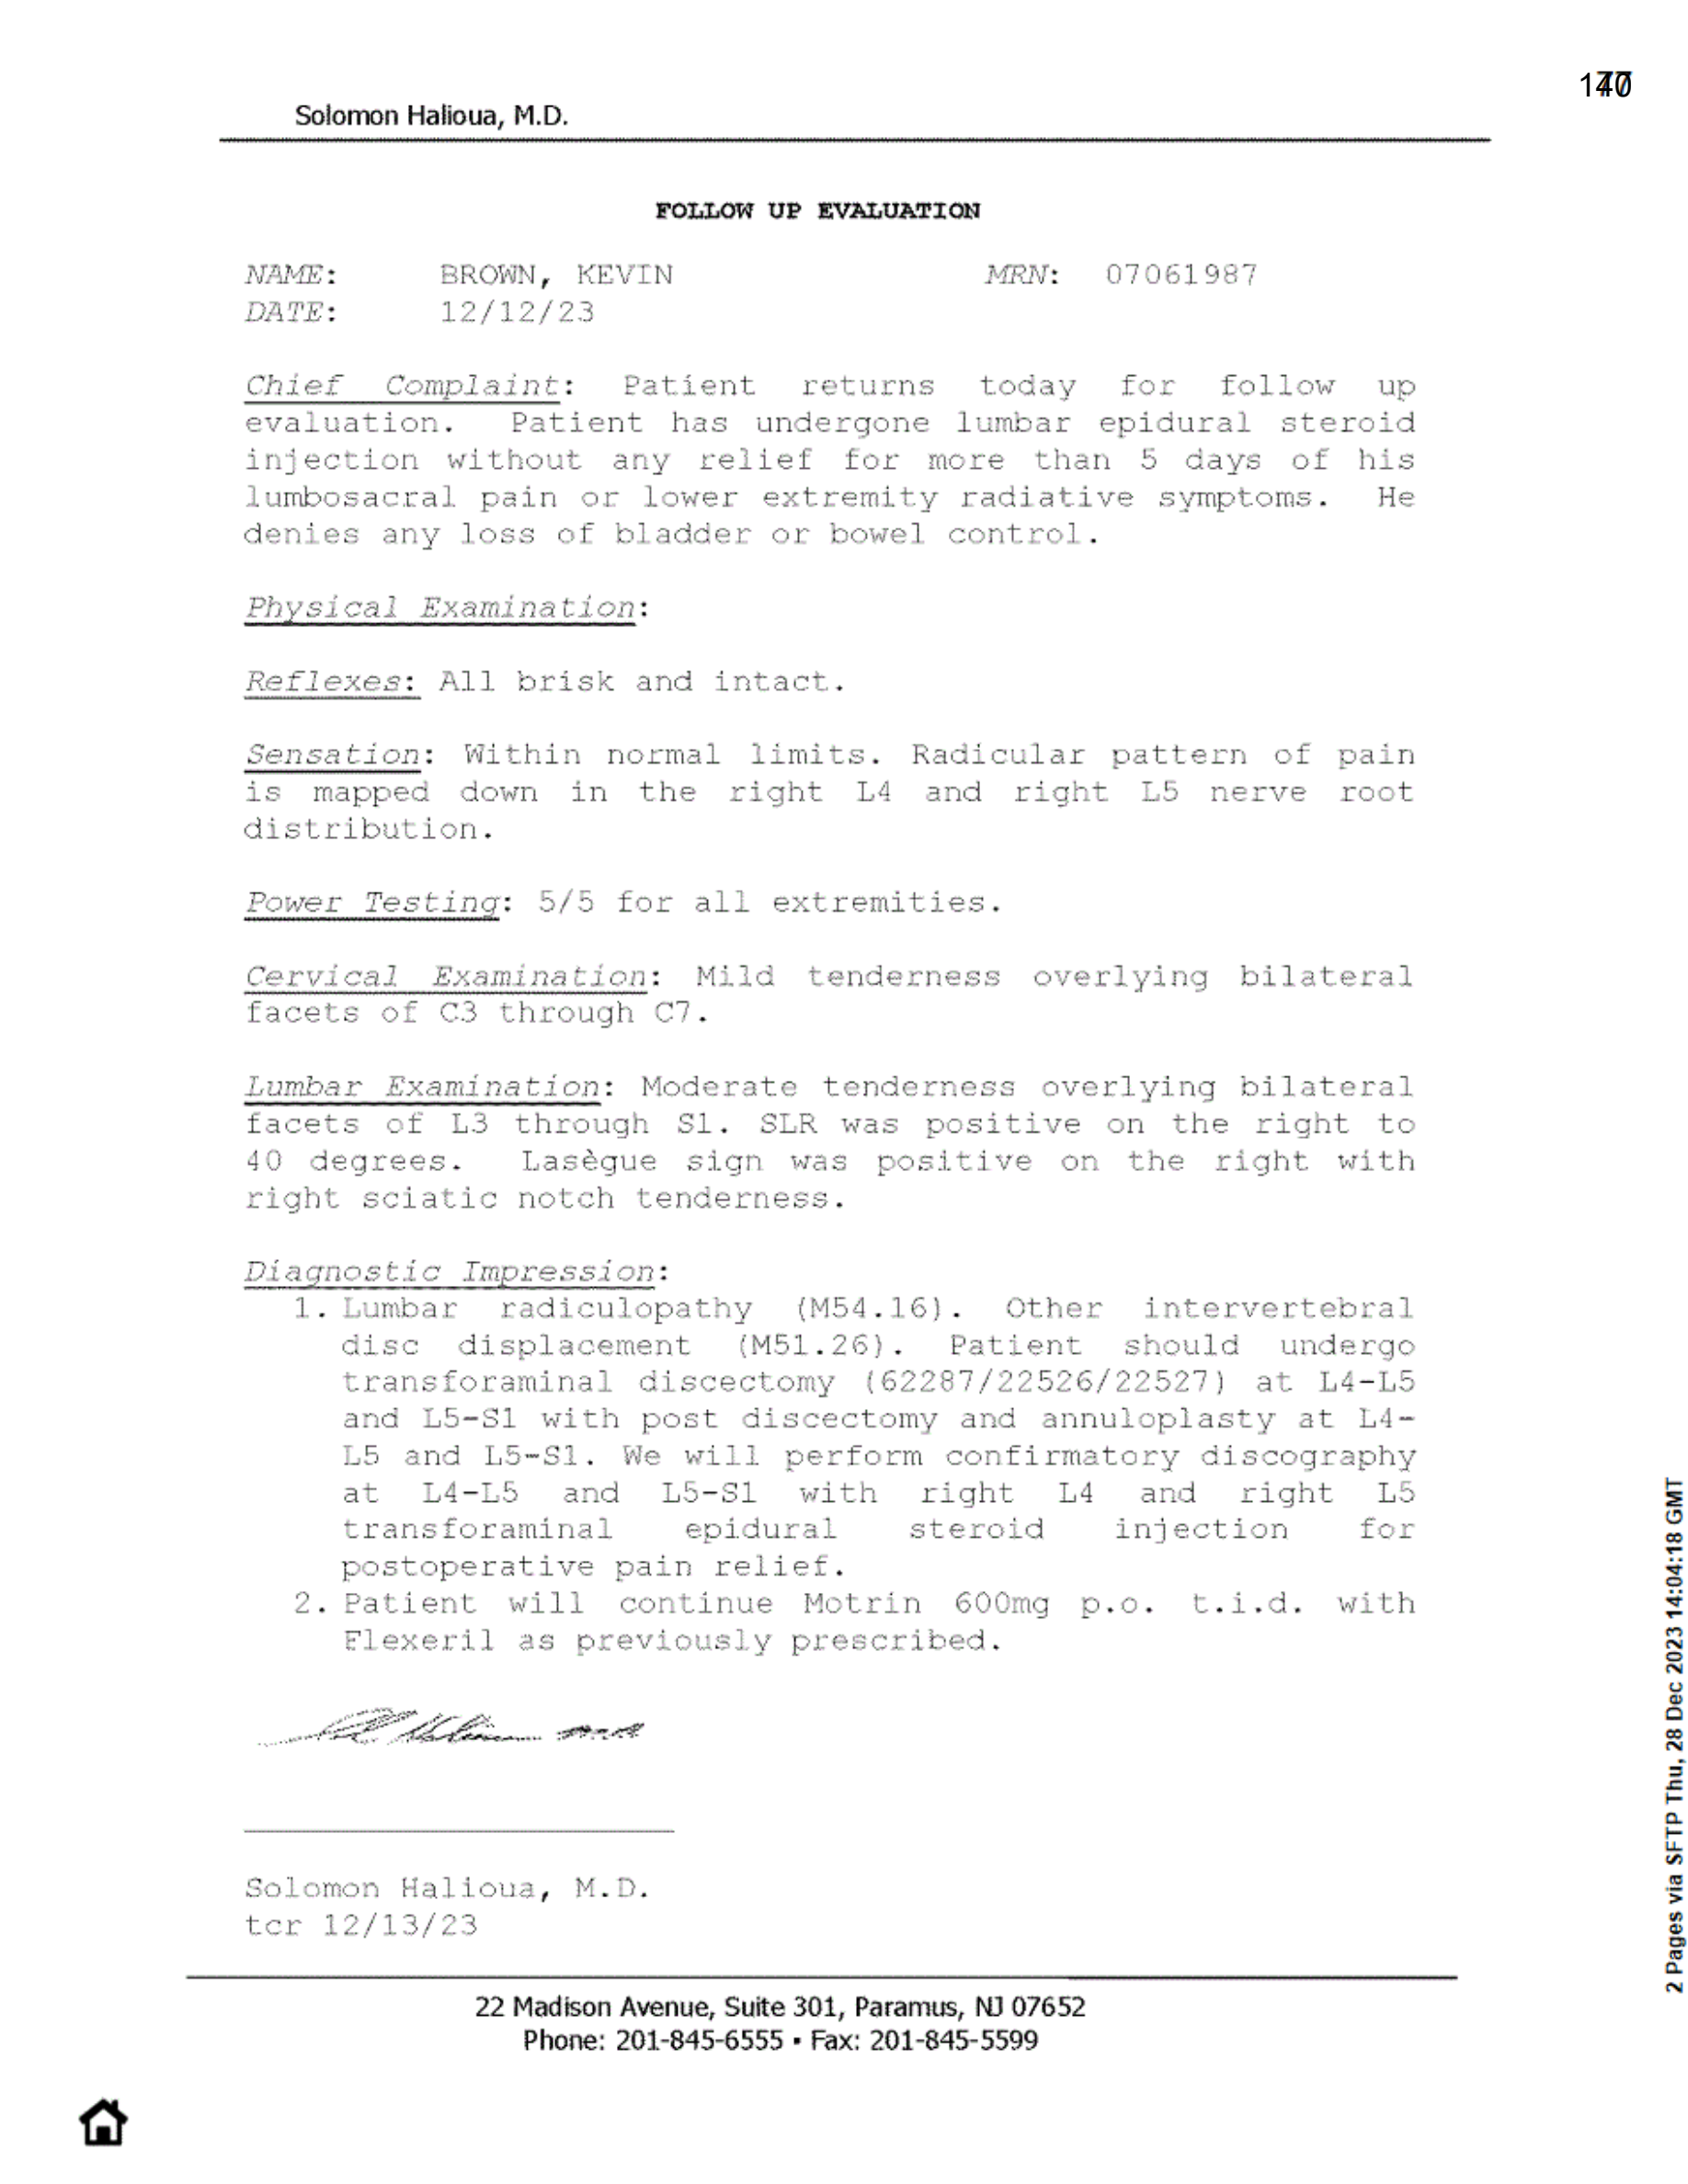 Solomon Halioua, M.D.
FOLLOW UP EVALUATION
NAME: BROWN, KEVIN MRN: 07061987
DATE: 12/12/23
Chief Complaint: Patient returns today for follow up
evaluation. Patient has undergone lumbar epidural steroid
injection without any relief for more than 5 days of his
lumbosacral pain or lower extremity radiative symptoms. He
denies any loss of bladder or bowel control.
Physical Examination:
Reflexes: All brisk and intact.
Sensation: Within normal limits. Radicular pattern of pain
is mapped down in the right L4 and right L5 nerve root
distribution.
Power Testing: 5/5 for all extremities.
Cervical Examination: Mild tenderness overlying bilateral
facets of C3 through C7.
Lumbar Examination: Moderate tenderness overlying bilateral
facets of L3 through S1. SLR was positive on the right to
40 degrees. Lasègue sign was positive on the right with
right sciatic notch tenderness.
Diagnostic Impression:
1. Lumbar radiculopathy (M54.16). Other intervertebral
disc displacement (M51.26). Patient should undergo
transforaminal discectomy (62287/22526/22527) at L4-L5
and L5-S1 with post discectomy and annuloplasty at L4-
L5 and L5-S1. We will perform confirmatory discography
at L4-L5 and L5-S1 with right L4 and right L5
transforaminal epidural steroid injection for
postoperative pain relief.
2. Patient will continue Motrin 600mg p.o. t.i.d. with
Flexeril as previously prescribed.
Solomon Halioua, M.D.
tcr 12/13/23
22 Madison Avenue, Suite 301, Paramus, NJ 07652
Phone: 201-845-6555 ▪ Fax: 201-845-5599
2 Pages via SFTP Thu, 28 Dec 2023 14:04:18 GMT